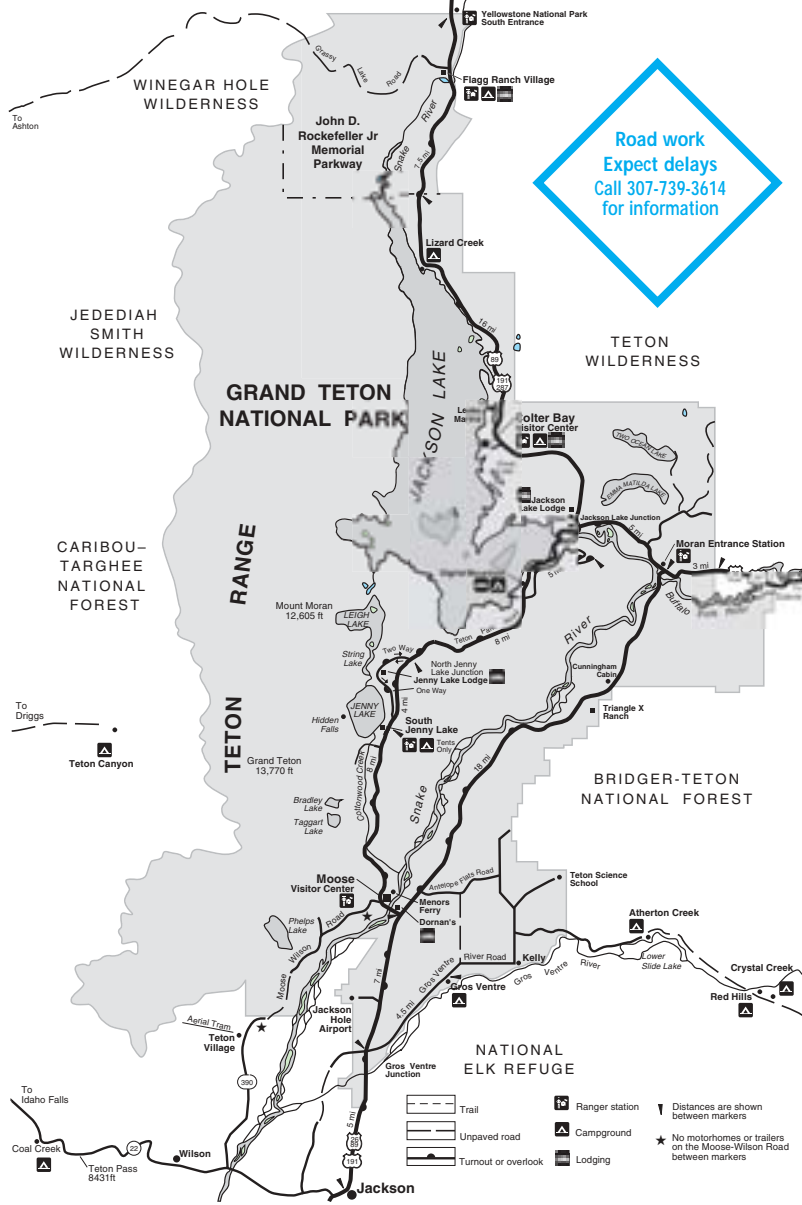 Yellowstone National Park
South Entrance
Grassy
Lake
Road
WINEGAR HOLE
WILDERNESS
Flagg Ranch Village
To
Ashton
John D.
Rockefeller Jr
Memorial
Parkway
Snake
River
7.5 mi
Road work
Expect delays
Call 307-739-3614
for information
Lizard Creek
JEDEDIAH
SMITH
WILDERNESS
16 mi
89
191
287
TETON
WILDERNESS
GRAND TETON
NATIONAL PARK
JACKSON LAKE
Colter Bay
Visitor Center
TWO OCEAN LAKE
EMMA MATILDA LAKE
Jackson
Lake Lodge
Jackson Lake Junction
5 mi
Moran Entrance Station
3 mi
Buffalo
CARIBOU–
TARGHEE
NATIONAL
FOREST
TETON RANGE
Mount Moran
12,605 ft
LEIGH
LAKE
String
Lake
Two Way
Teton
8 mi
North Jenny
Lake Junction
Jenny Lake Lodge
One Way
River
Cunningham
Cabin
Triangle X
Ranch
To
Driggs
Teton Canyon
JENNY
LAKE
Hidden
Falls
4 mi
South
Jenny Lake
Tents
Only
Grand Teton
13,770 ft
Cottonwood Creek
8 mi
Snake
18 mi
BRIDGER-TETON
NATIONAL FOREST
Bradley
Lake
Taggart
Lake
Moose
Visitor Center
Antelope Flats Road
Teton Science
School
Menors
Ferry
Dornan's
Phelps
Lake
Moose
Wilson
Road
Atherton Creek
River Road
Kelly
Gros Ventre River
Lower
Slide Lake
Crystal Creek
Red Hills
7 mi
Gros Ventre
4.5 mi
Gros Ventre
Jackson
Hole
Airport
Aerial Tram
Teton
Village
Gros Ventre
Junction
NATIONAL
ELK REFUGE
390
To
Idaho Falls
22
Coal Creek
Teton Pass
8431ft
Wilson
5 mi
26
89
191
Jackson
Trail
Unpaved road
Turnout or overlook
Ranger station
Campground
Lodging
Distances are shown
between markers
No motorhomes or trailers
on the Moose-Wilson Road
between markers